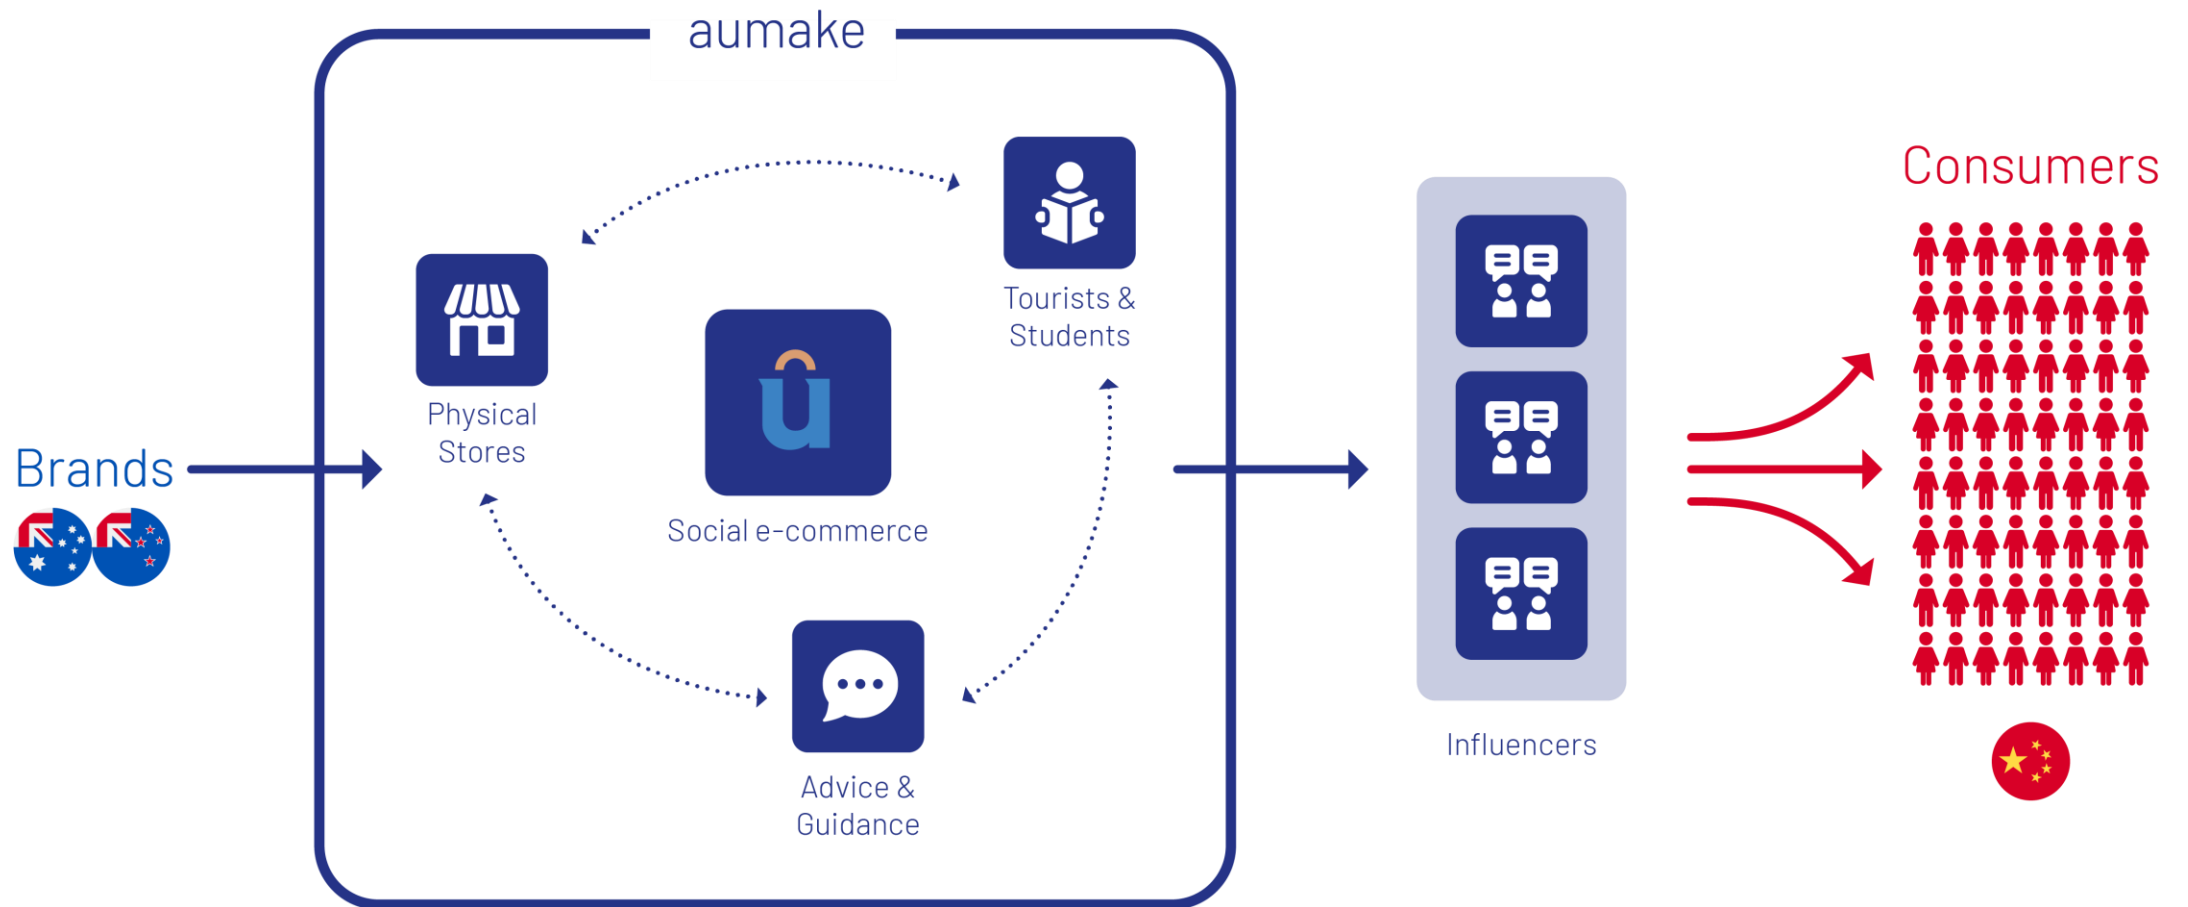 aumake
Consumers
Tourists &
Students
Physical
Stores
Brands
Social e-commerce
Influencers
Advice &
Guidance